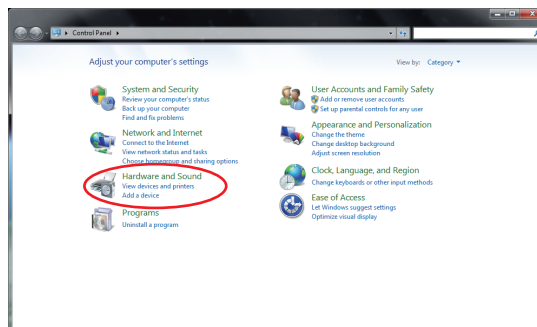 Control Panel
Adjust your computer's settings
View by: Category
System and Security
Review your computer's status
Back up your computer
Find and fix problems
Network and Internet
Connect to the Internet
View network status and tasks
Choose homegroup and sharing options
Hardware and Sound
View devices and printers
Add a device
Programs
Uninstall a program
User Accounts and Family Safety
Add or remove user accounts
Set up parental controls for any user
Appearance and Personalization
Change the theme
Change desktop background
Adjust screen resolution
Clock, Language, and Region
Change keyboards or other input methods
Ease of Access
Let Windows suggest settings
Optimize visual display